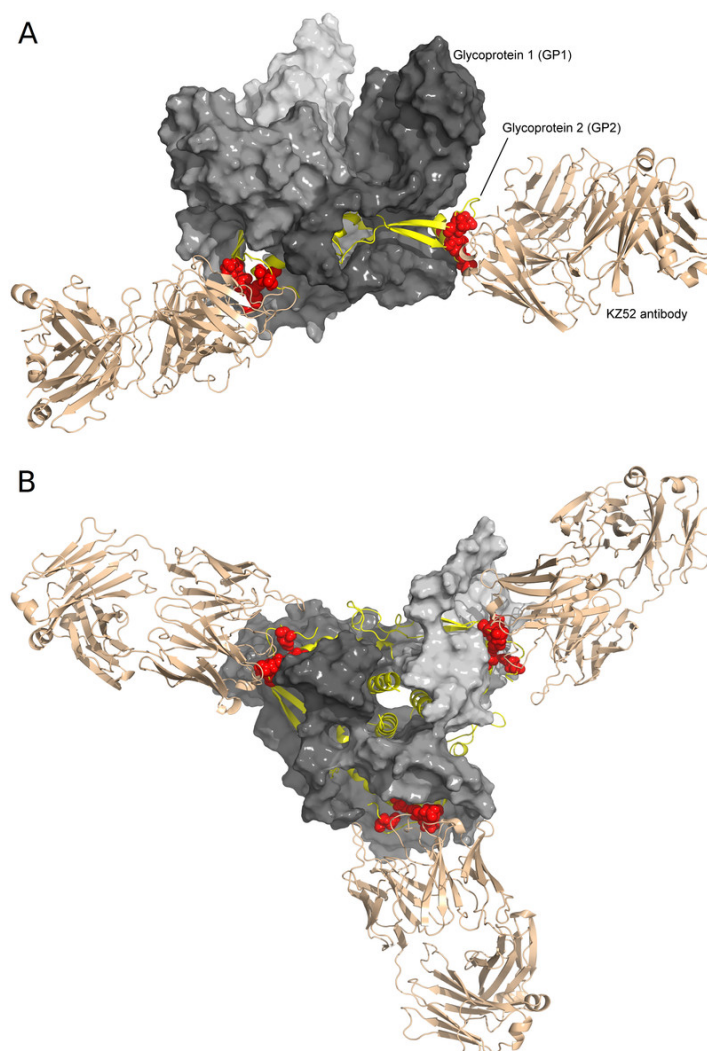 A
Glycoprotein 1 (GP1)
Glycoprotein 2 (GP2)
KZ52 antibody
B